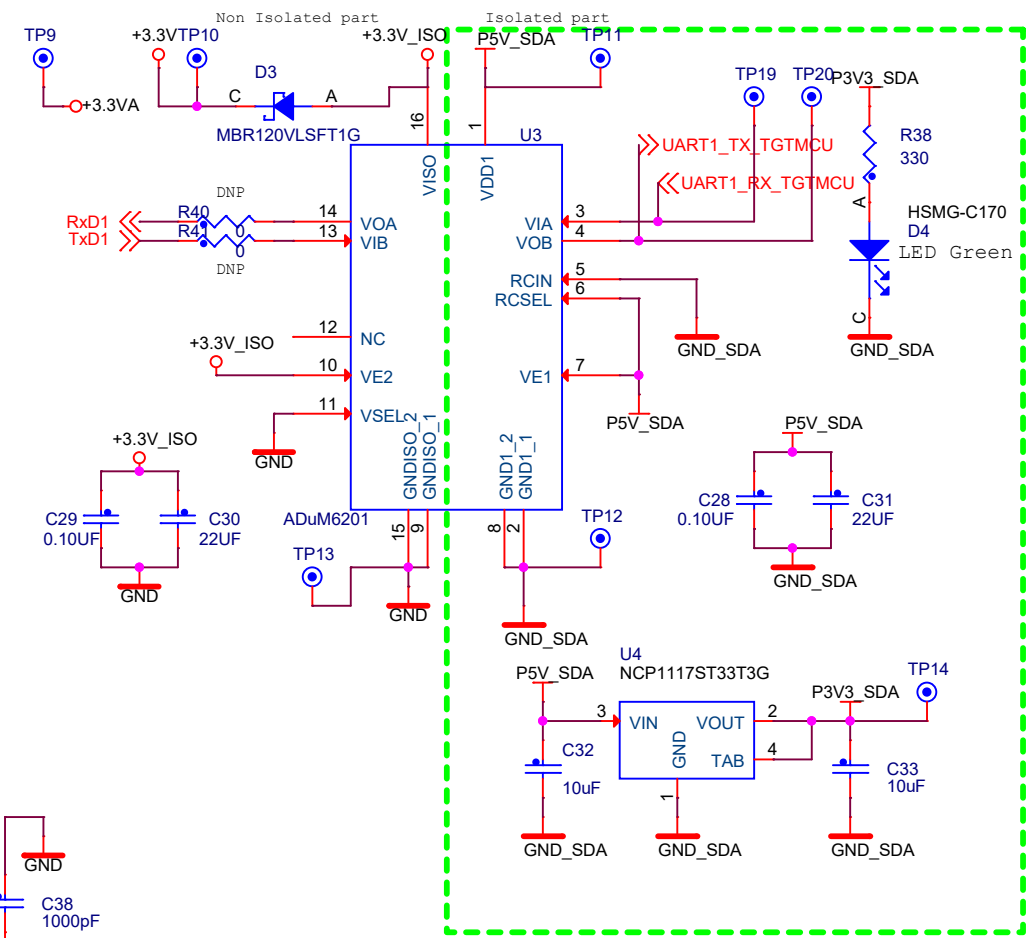 Non Isolated part
Isolated part
TP9
+3.3V
TP10
+3.3V_ISO
P5V_SDA
TP11
D3
TP19
TP20
P3V3_SDA
+3.3VA
C
A
MBR120VLSFT1G
16
1
U3
R38
330
UART1_TX_TGTMCU
UART1_RX_TGTMCU
VISO
VDD1
A
HSMG-C170
D4
LED Green
C
GND_SDA
DNP
RxD1
R40
0
14
VOA
VIA
3
TxD1
R41
0
13
VIB
VOB
4
DNP
RCIN
5
RCSEL
6
GND_SDA
12
NC
+3.3V_ISO
10
VE2
VE1
7
11
VSEL
P5V_SDA
GND
GNDISO_2
GNDISO_1
GND1_2
GND1_1
+3.3V_ISO
P5V_SDA
C29
0.10UF
C30
22UF
C28
0.10UF
C31
22UF
ADuM6201
15
9
8
2
TP12
TP13
GND
GND
GND_SDA
GND_SDA
U4
NCP1117ST33T3G
P5V_SDA
P3V3_SDA
TP14
3
VIN
VOUT
2
GND
TAB
4
C32
10uF
1
C33
10uF
GND_SDA
GND_SDA
GND_SDA
GND
C38
1000pF